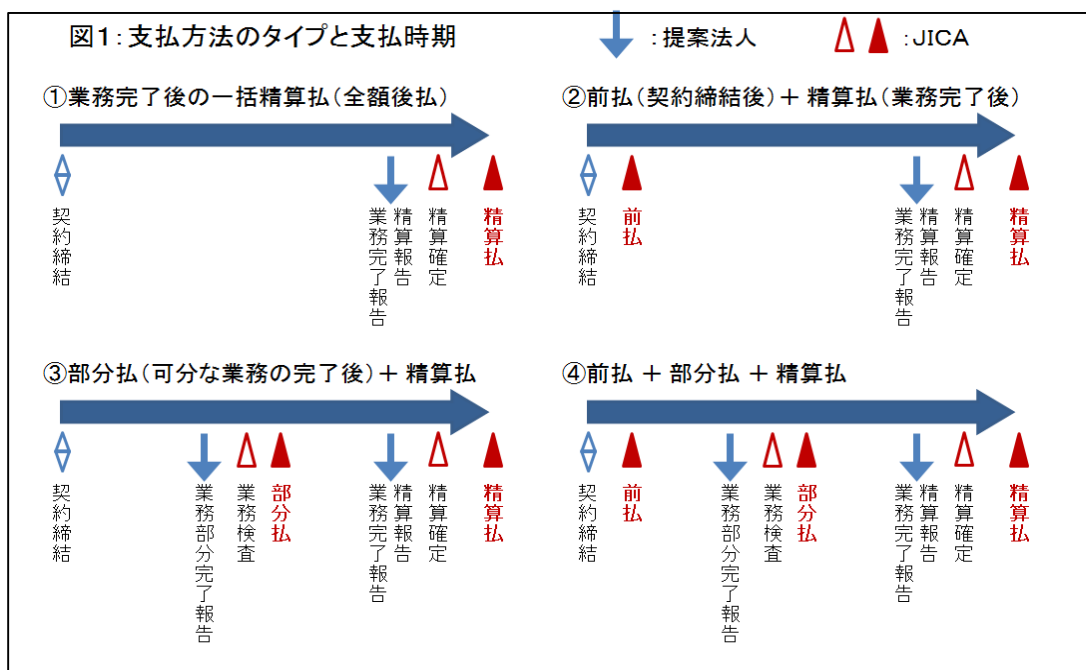 図1：支払方法のタイプと支払時期
：提案法人
：JICA
①業務完了後の一括精算払（全額後払）
契約締結
業務完了報告
精算報告
精算確定
精算払
②前払（契約締結後）＋ 精算払（業務完了後）
契約締結
前払
業務完了報告
精算報告
精算確定
精算払
③部分払（可分な業務の完了後）＋ 精算払
契約締結
業務部分完了報告
業務検査
部分払
業務完了報告
精算報告
精算確定
精算払
④前払 ＋ 部分払 ＋ 精算払
契約締結
前払
業務部分完了報告
業務検査
部分払
業務完了報告
精算報告
精算確定
精算払